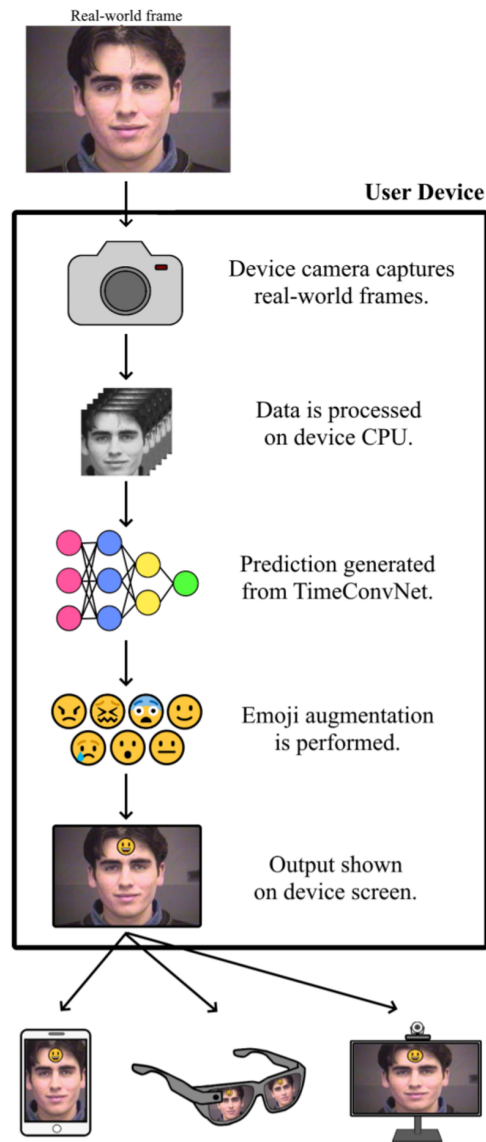 Real-world frame
User Device
Device camera captures
real-world frames.
Data is processed
on device CPU.
Prediction generated
from TimeConvNet.
Emoji augmentation
is performed.
Output shown
on device screen.